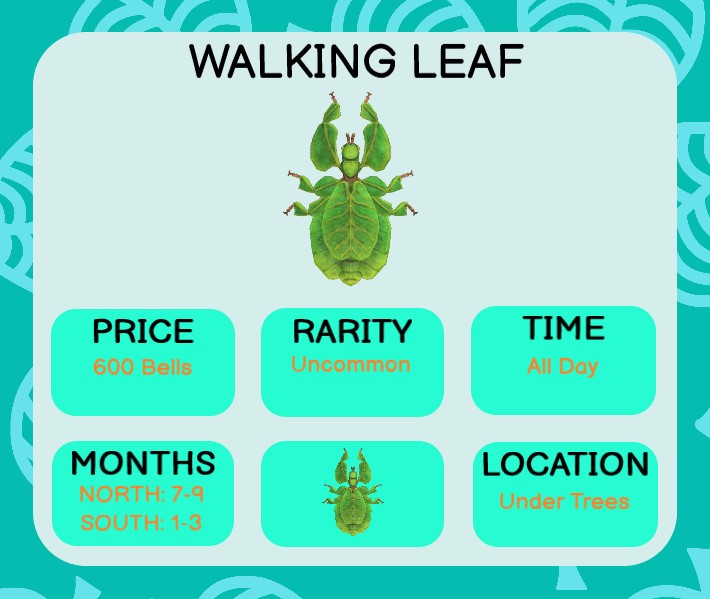 WALKING LEAF
PRICE
600 Bells
RARITY
Uncommon
TIME
All Day
MONTHS
NORTH: 7-9
SOUTH: 1-3
LOCATION
Under Trees